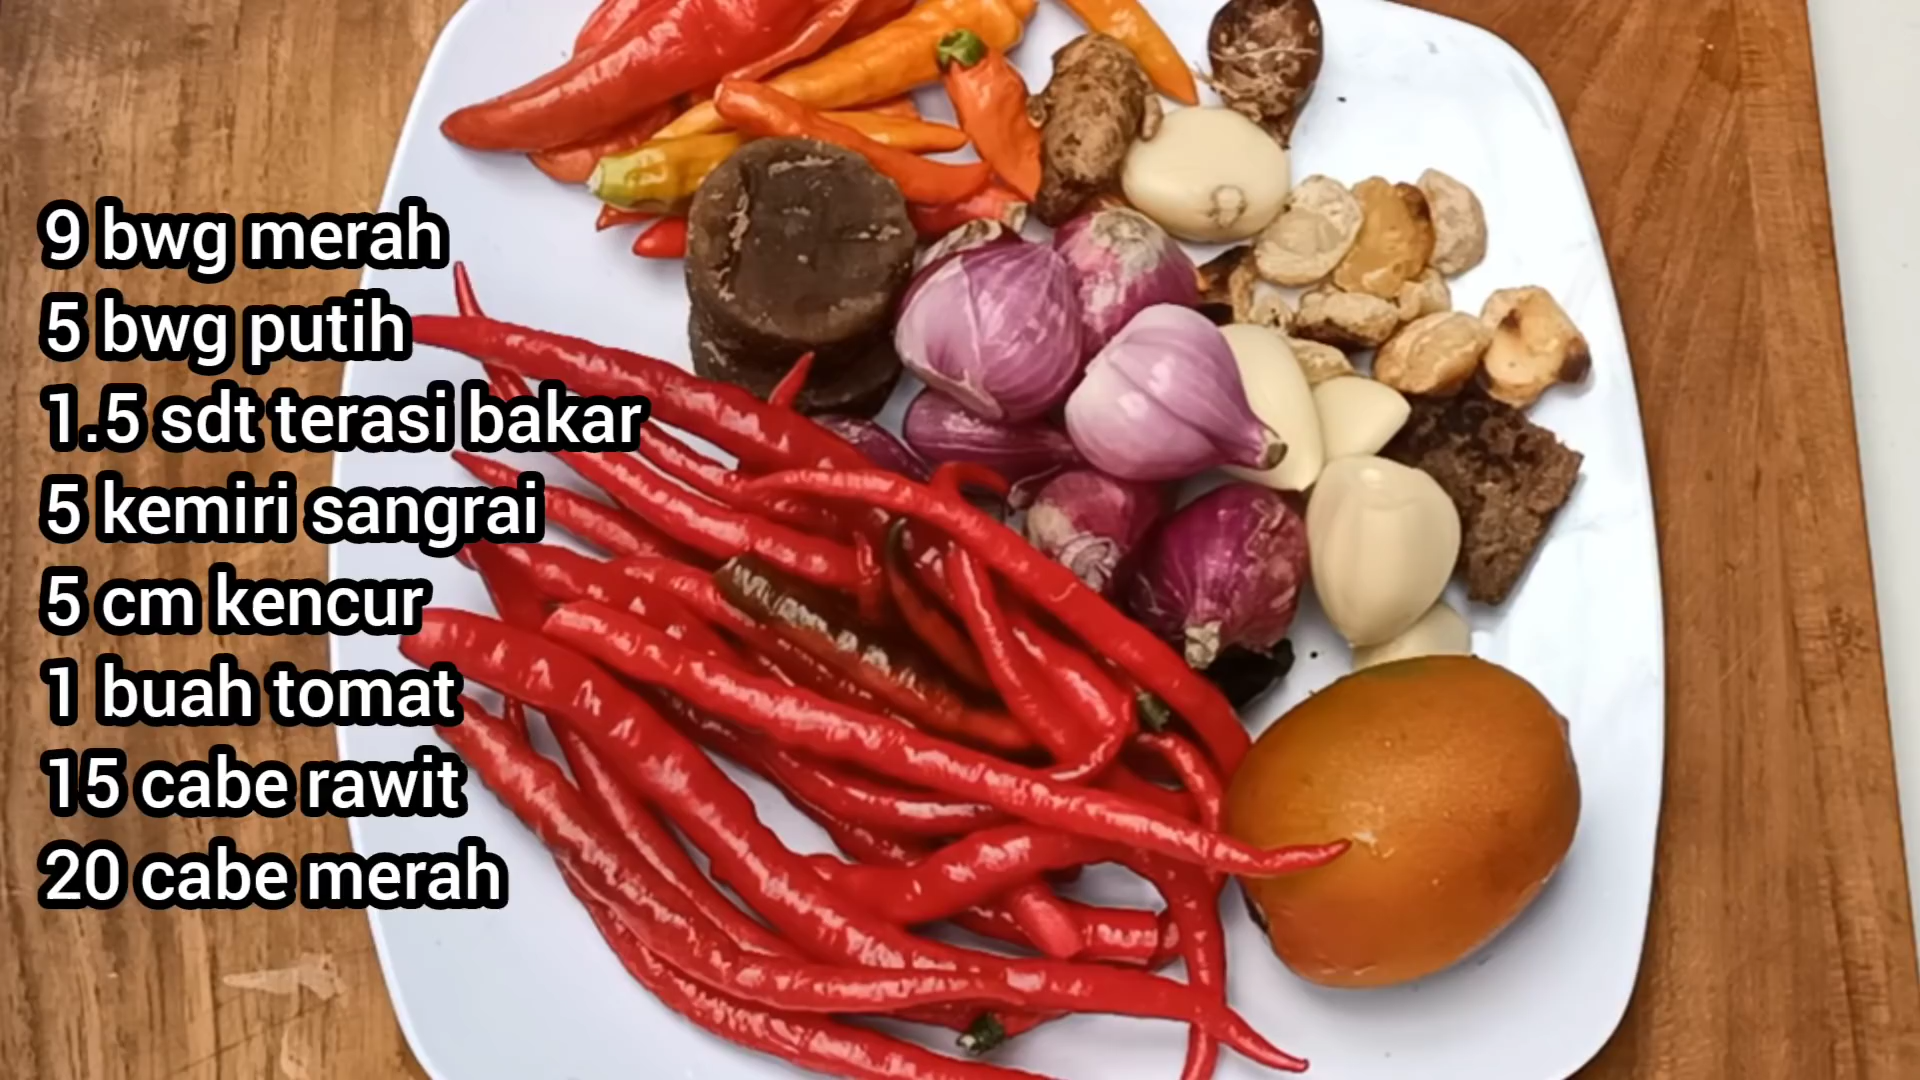 9 bwg merah
5 bwg putih
1.5 sdt terasi bakar
5 kemiri sangrai
5 cm kencur
1 buah tomat
15 cabe rawit
20 cabe merah